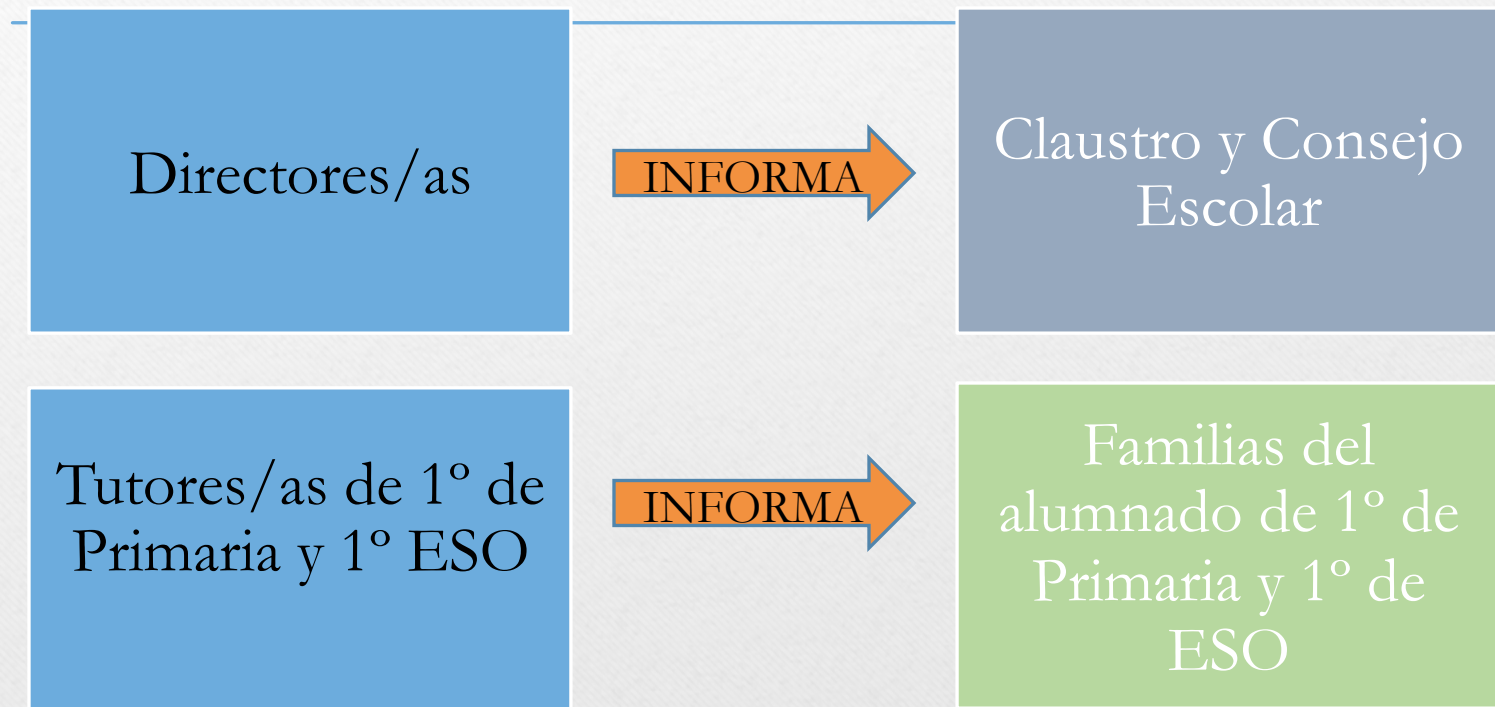 Directores/as
INFORMA
Claustro y Consejo
Escolar
Tutores/as de 1º de
Primaria y 1º ESO
INFORMA
Familias del
alumnado de 1º de
Primaria y 1º de
ESO